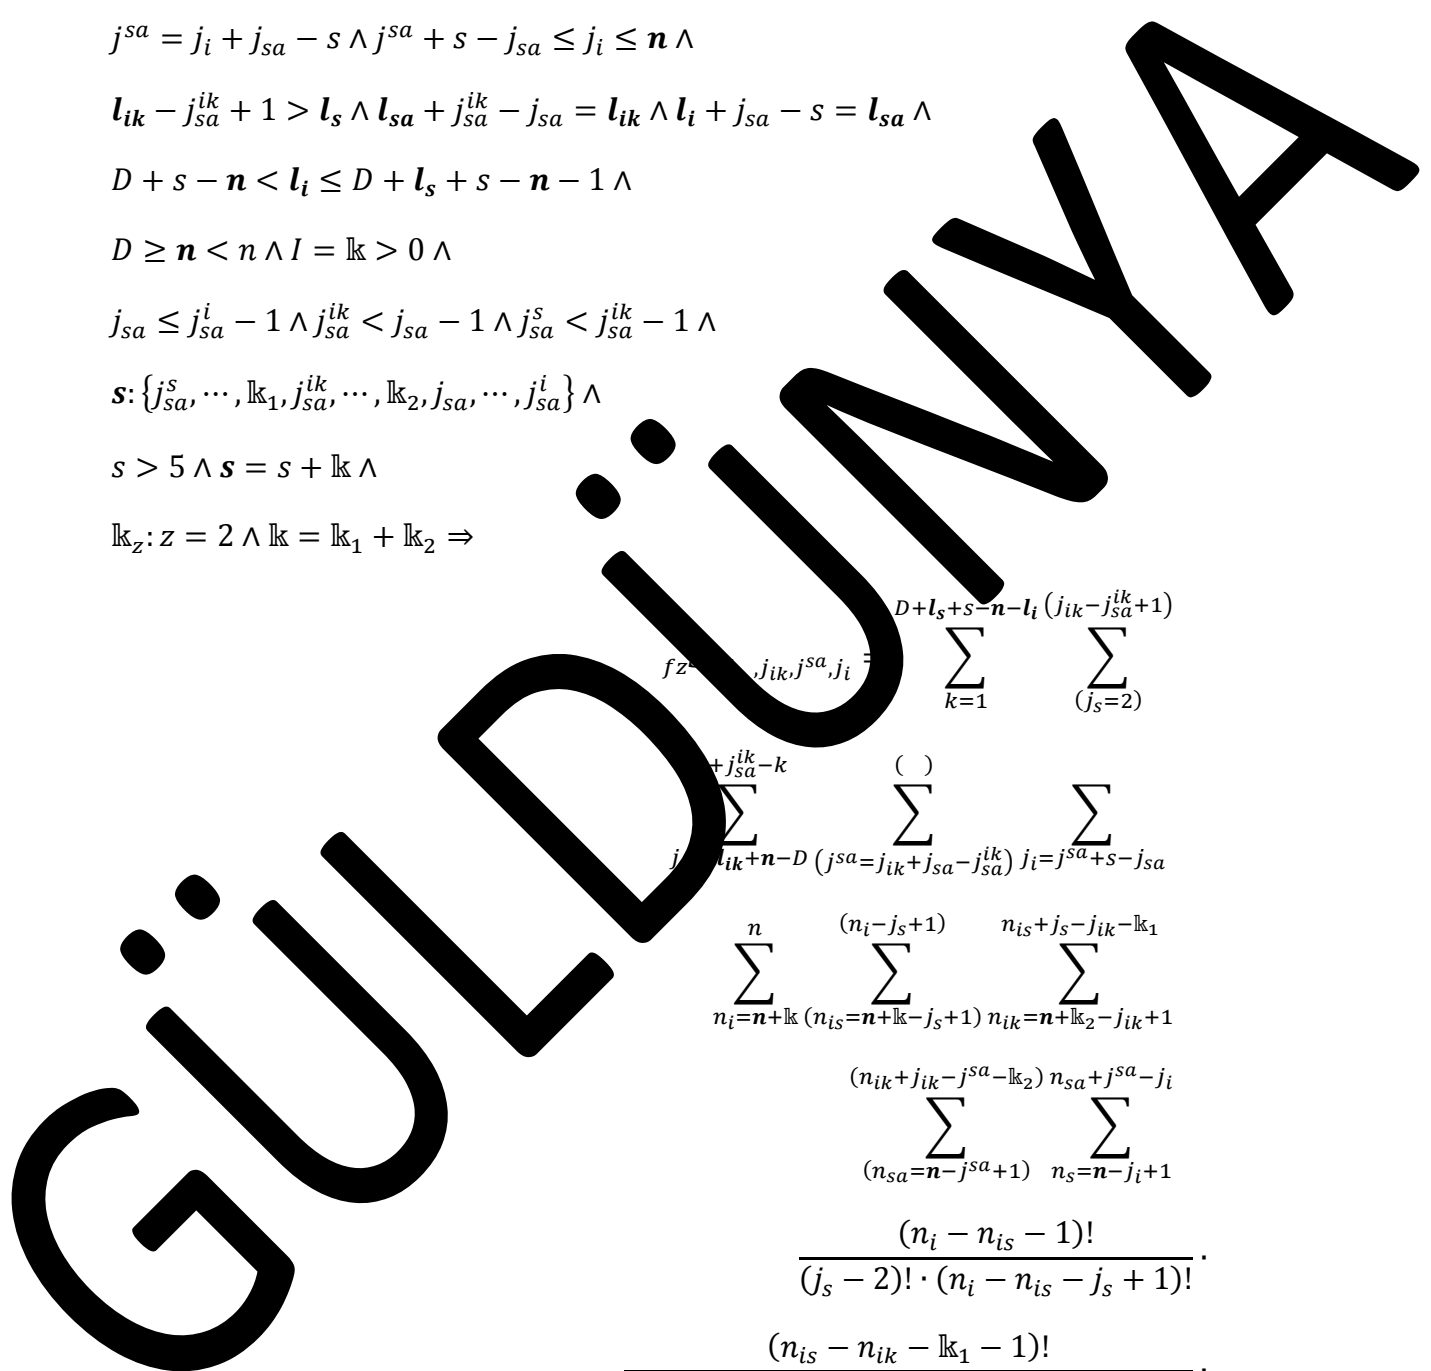 j^{sa} = j_i + j_{sa} − s ∧ j^{sa} + s − j_{sa} ≤ j_i ≤ n ∧
l_{ik} − j_{sa}^{ik} + 1 > l_s ∧ l_{sa} + j_{sa}^{ik} − j_{sa} = l_{ik} ∧ l_i + j_{sa} − s = l_{sa} ∧
D + s − n < l_i ≤ D + l_s + s − n − 1 ∧
D ≥ n < n ∧ I = 𝕜 > 0 ∧
j_{sa} ≤ j_{sa}^{i} − 1 ∧ j_{sa}^{ik} < j_{sa} − 1 ∧ j_{sa}^{s} < j_{sa}^{ik} − 1 ∧
s: {j_{sa}^{s}, ⋯ , 𝕜_1, j_{sa}^{ik}, ⋯ , 𝕜_2, j_{sa}, ⋯ , j_{sa}^{i}} ∧
s > 5 ∧ s = s + 𝕜 ∧
𝕜_z: z = 2 ∧ 𝕜 = 𝕜_1 + 𝕜_2 ⇒
D+l_s+s−n−l_i (j_{ik}−j_{sa}^{ik}+1)
fz ,j_{ik},j^{sa},j_i = ∑ ∑
k=1 (j_s=2)
+j_{sa}^{ik}−k ( )
∑ ∑ ∑
l_{ik}+n−D (j^{sa}=j_{ik}+j_{sa}−j_{sa}^{ik}) j_i=j^{sa}+s−j_{sa}
n (n_i−j_s+1) n_{is}+j_s−j_{ik}−𝕜_1
∑ ∑ ∑
n_i=n+𝕜 (n_{is}=n+𝕜−j_s+1) n_{ik}=n+𝕜_2−j_{ik}+1
(n_{ik}+j_{ik}−j^{sa}−𝕜_2) n_{sa}+j^{sa}−j_i
∑ ∑
(n_{sa}=n−j^{sa}+1) n_s=n−j_i+1
(n_i − n_{is} − 1)!
(j_s − 2)! · (n_i − n_{is} − j_s + 1)! ·
(n_{is} − n_{ik} − 𝕜_1 − 1)! ·
GÜLDÜNYA